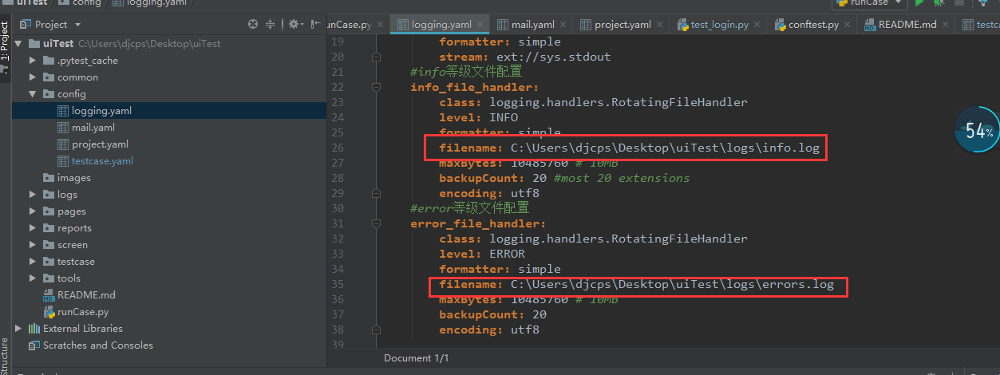 uiTest config logging.yaml runCase
1: Project
Project
uiTest C:\Users\djcps\Desktop\uiTest
.pytest_cache
common
config
logging.yaml
mail.yaml
project.yaml
testcase.yaml
images
logs
pages
reports
screen
testcase
tools
README.md
runCase.py
External Libraries
Scratches and Consoles
Structure
unCase.py logging.yaml mail.yaml project.yaml test_login.py conftest.py README.md testc
19 formatter: simple
20 stream: ext://sys.stdout
21 #info等级文件配置
22 info_file_handler:
23 class: logging.handlers.RotatingFileHandler
24 level: INFO
25 formatter: simple
26 filename: C:\Users\djcps\Desktop\uiTest\logs\info.log
27 maxBytes: 10485760 # 10MB
28 backupCount: 20 #most 20 extensions
29 encoding: utf8
30 #error等级文件配置
31 error_file_handler:
32 class: logging.handlers.RotatingFileHandler
33 level: ERROR
34 formatter: simple
35 filename: C:\Users\djcps\Desktop\uiTest\logs\errors.log
36 maxBytes: 10485760 # 10MB
37 backupCount: 20
38 encoding: utf8
39
Document 1/1
54%